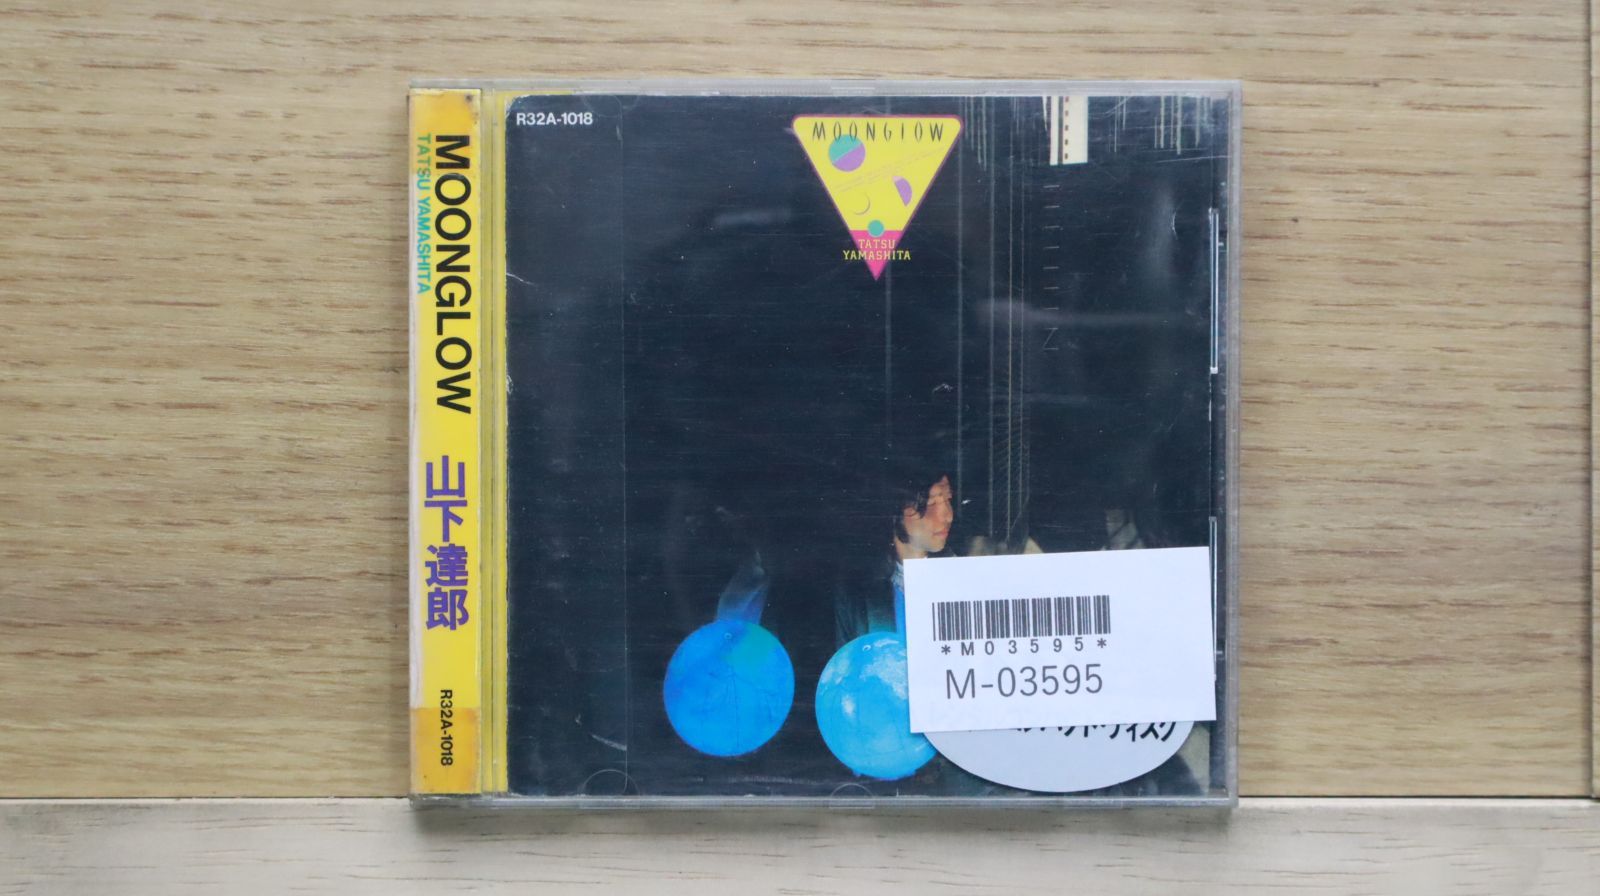 MOONGLOW
TATSU YAMASHITA
山下達郎
R32A-1018
R32A-1018
MOONGLOW
TATSU
YAMASHITA
*M03595*
M-03595